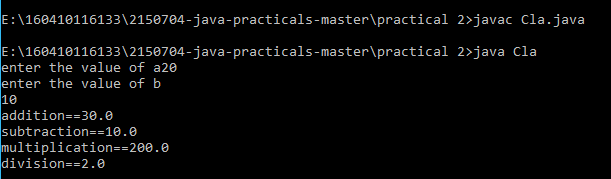 E:\160410116133\2150704-java-practicals-master\practical 2>javac Cla.java
E:\160410116133\2150704-java-practicals-master\practical 2>java Cla
enter the value of a20
enter the value of b
10
addition==30.0
subtraction==10.0
multiplication==200.0
division==2.0